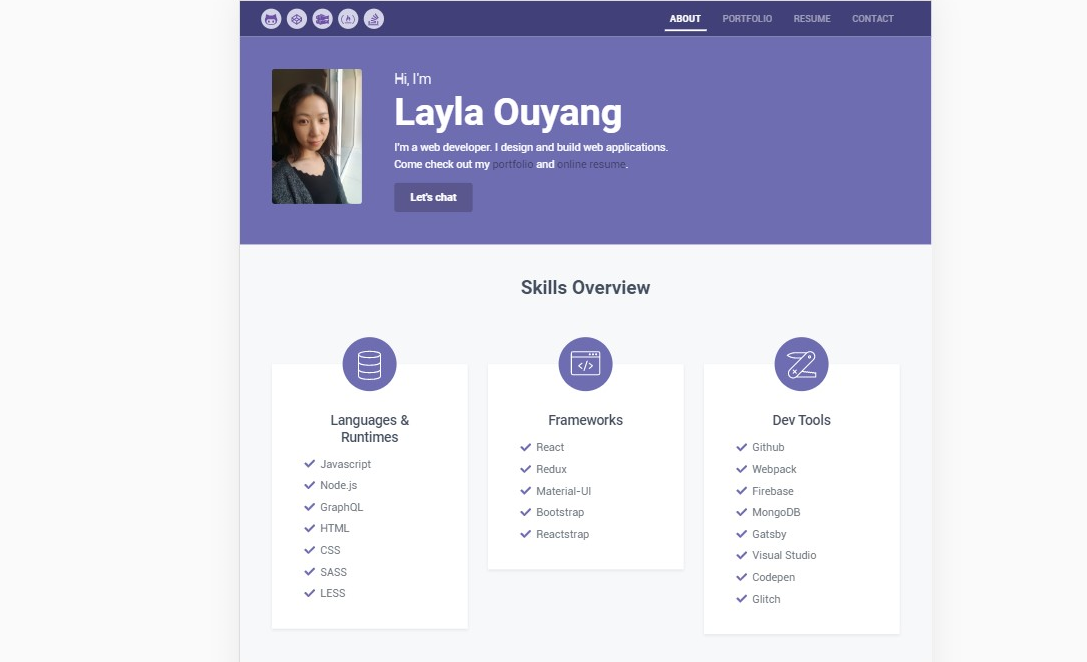 ABOUT PORTFOLIO RESUME CONTACT
Hi, I'm
Layla Ouyang
I'm a web developer. I design and build web applications.
Come check out my portfolio and online resume.
Let's chat
Skills Overview
Languages &
Runtimes
Javascript
Node.js
GraphQL
HTML
CSS
SASS
LESS
Frameworks
React
Redux
Material-UI
Bootstrap
Reactstrap
Dev Tools
Github
Webpack
Firebase
MongoDB
Gatsby
Visual Studio
Codepen
Glitch